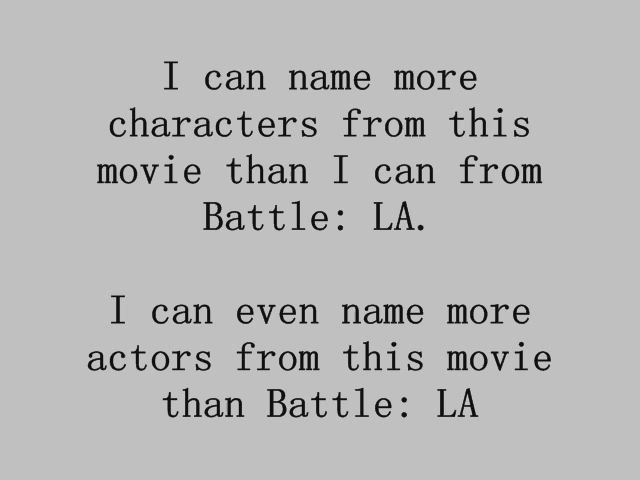 I can name more
characters from this
movie than I can from
Battle: LA.
I can even name more
actors from this movie
than Battle: LA